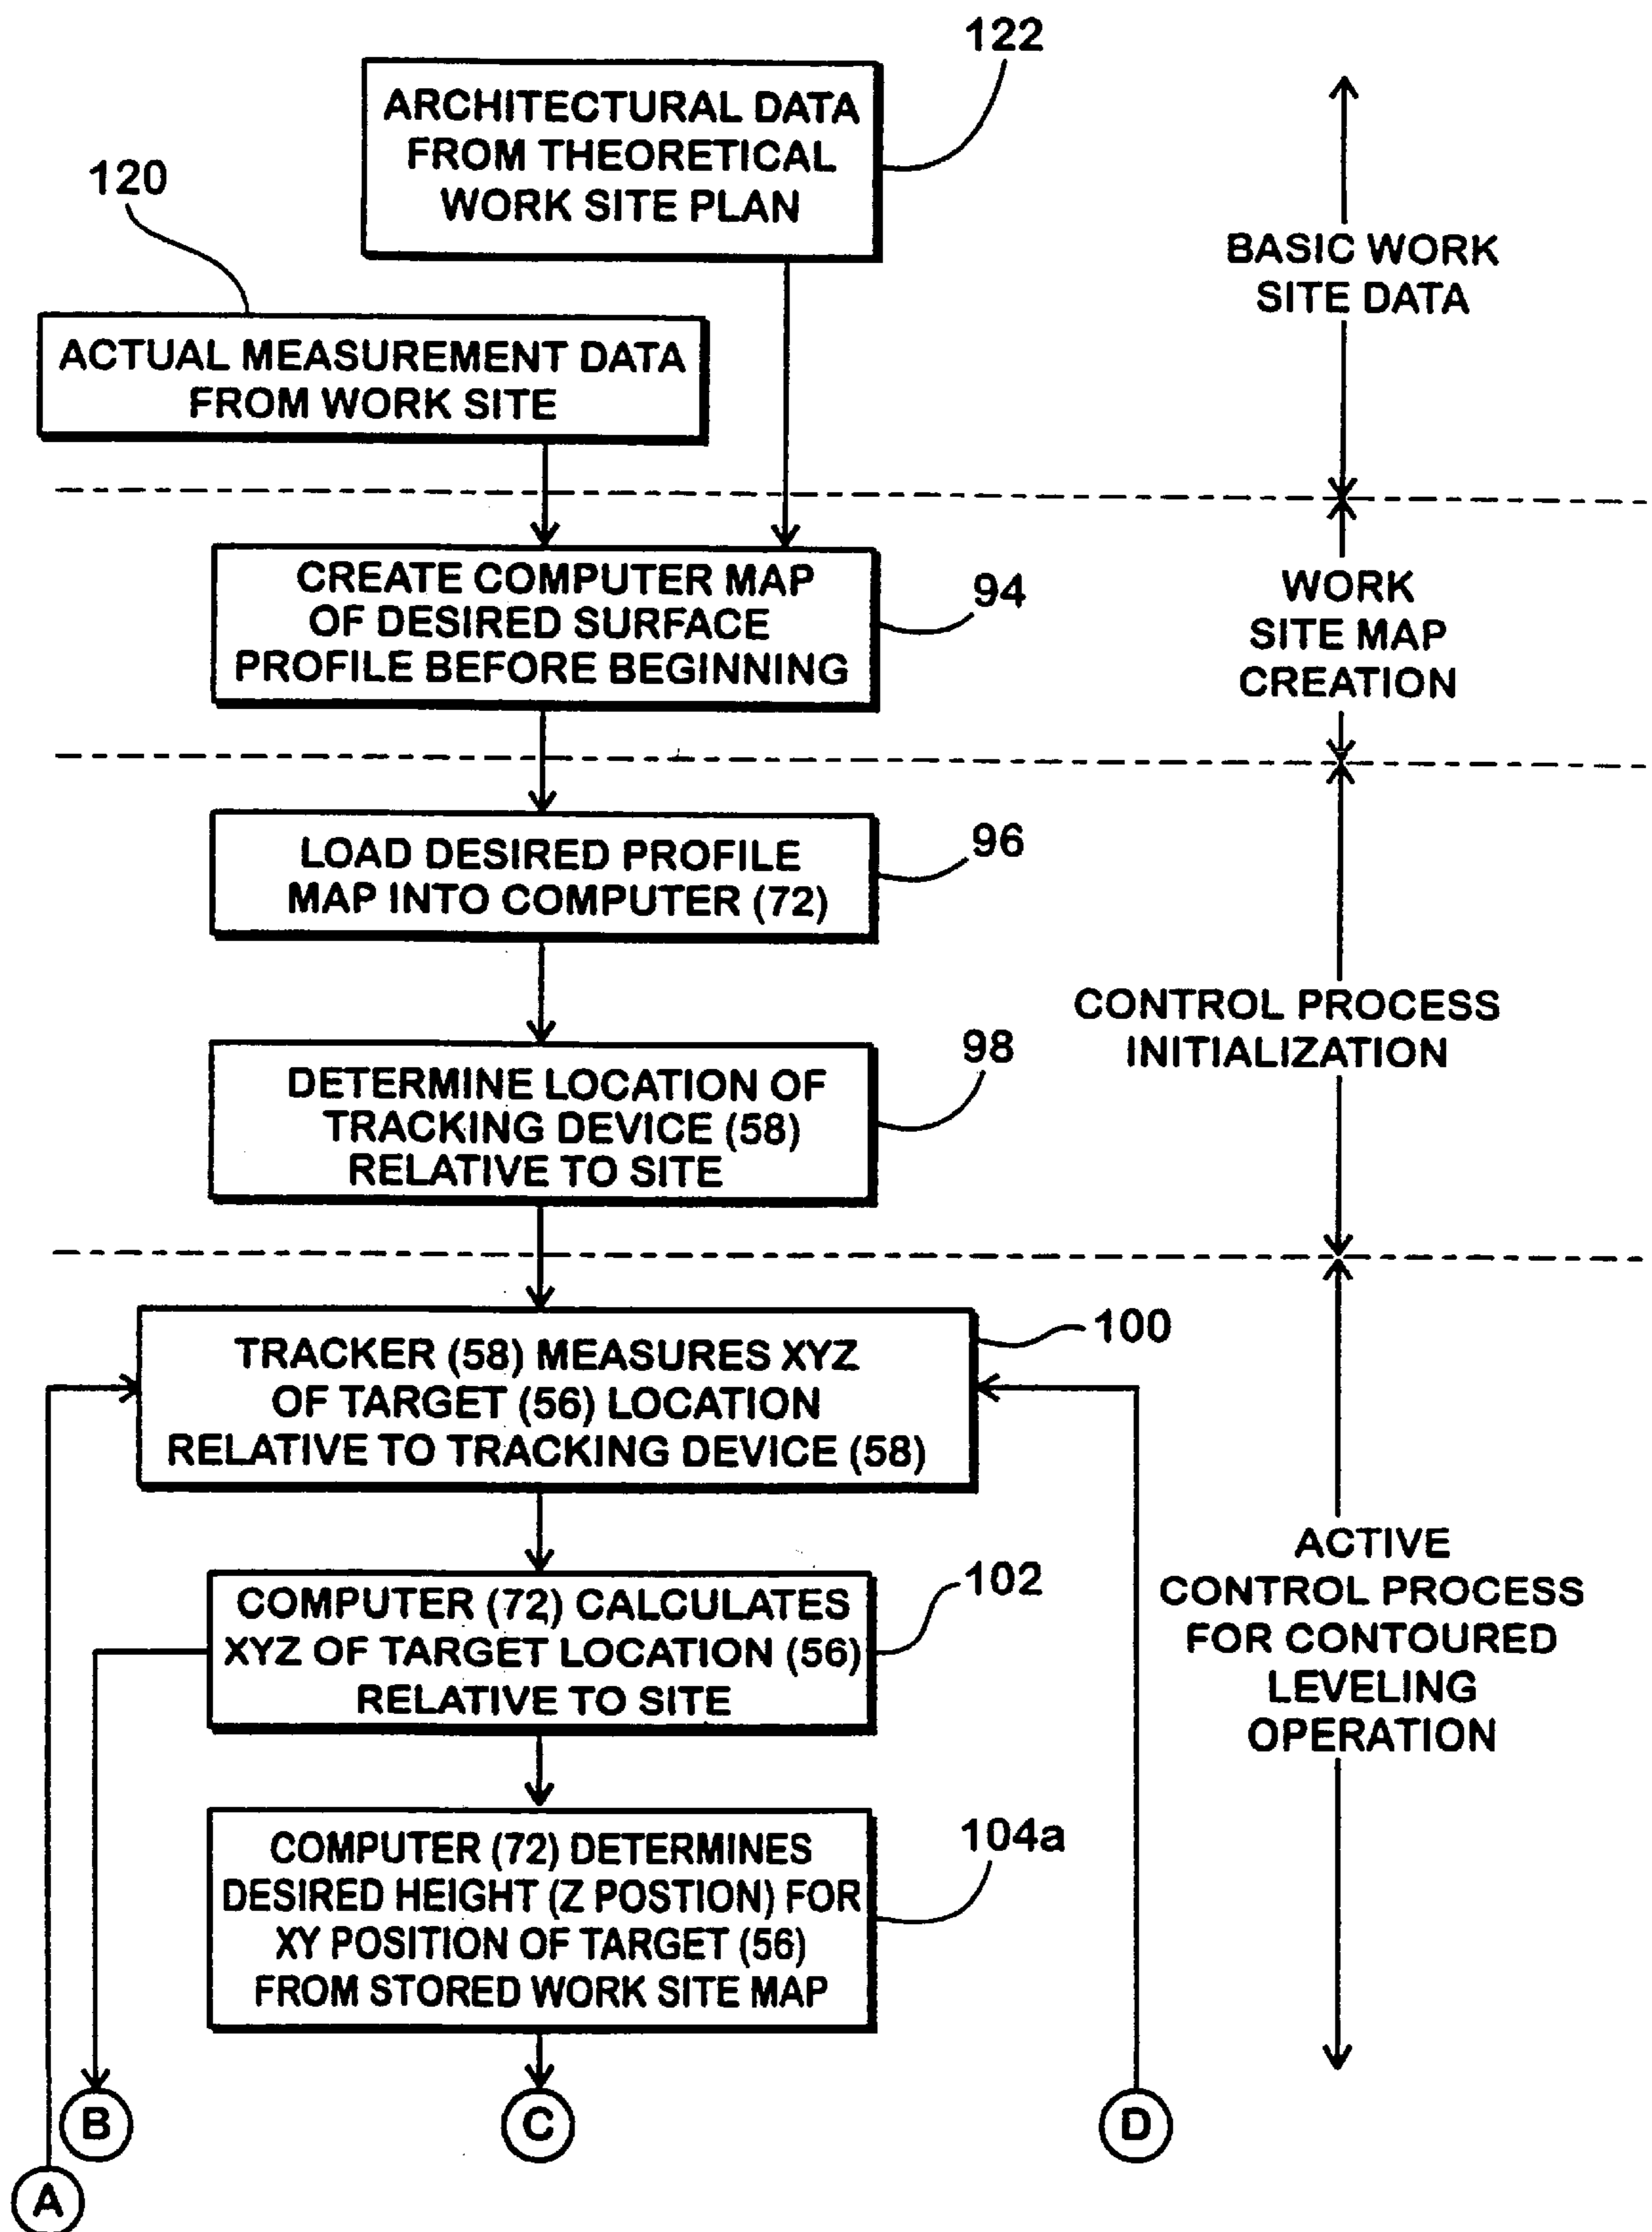 122
ARCHITECTURAL DATA
FROM THEORETICAL
WORK SITE PLAN
120
ACTUAL MEASUREMENT DATA
FROM WORK SITE
BASIC WORK
SITE DATA
CREATE COMPUTER MAP
OF DESIRED SURFACE
PROFILE BEFORE BEGINNING
94
WORK
SITE MAP
CREATION
LOAD DESIRED PROFILE
MAP INTO COMPUTER (72)
96
DETERMINE LOCATION OF
TRACKING DEVICE (58)
RELATIVE TO SITE
98
CONTROL PROCESS
INITIALIZATION
TRACKER (58) MEASURES XYZ
OF TARGET (56) LOCATION
RELATIVE TO TRACKING DEVICE (58)
100
COMPUTER (72) CALCULATES
XYZ OF TARGET LOCATION (56)
RELATIVE TO SITE
102
ACTIVE
CONTROL PROCESS
FOR CONTOURED
LEVELING
OPERATION
COMPUTER (72) DETERMINES
DESIRED HEIGHT (Z POSTION) FOR
XY POSITION OF TARGET (56)
FROM STORED WORK SITE MAP
104a
B
C
D
A